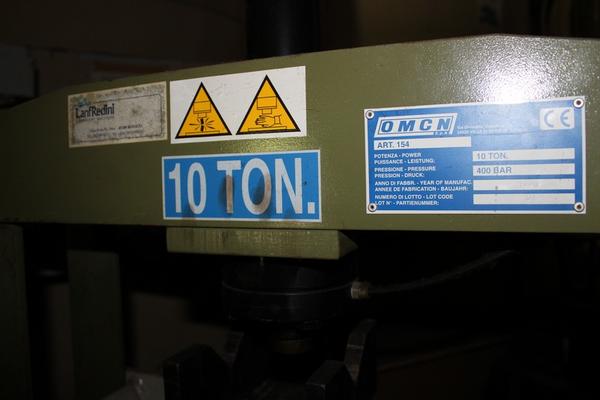 LanfRedini
10 TON.
OMCN
S.p.A.
CE
ART. 154
POTENZA - POWER
PUISSANCE - LEISTUNG:
10 TON.
PRESSIONE - PRESSURE
PRESSION - DRUCK:
400 BAR
ANNO DI FABBR. - YEAR OF MANUFAC.
ANNEE DE FABRICATION - BAUJAHR:
NUMERO DI LOTTO - LOT CODE
LOT N° - PARTIENUMMER: